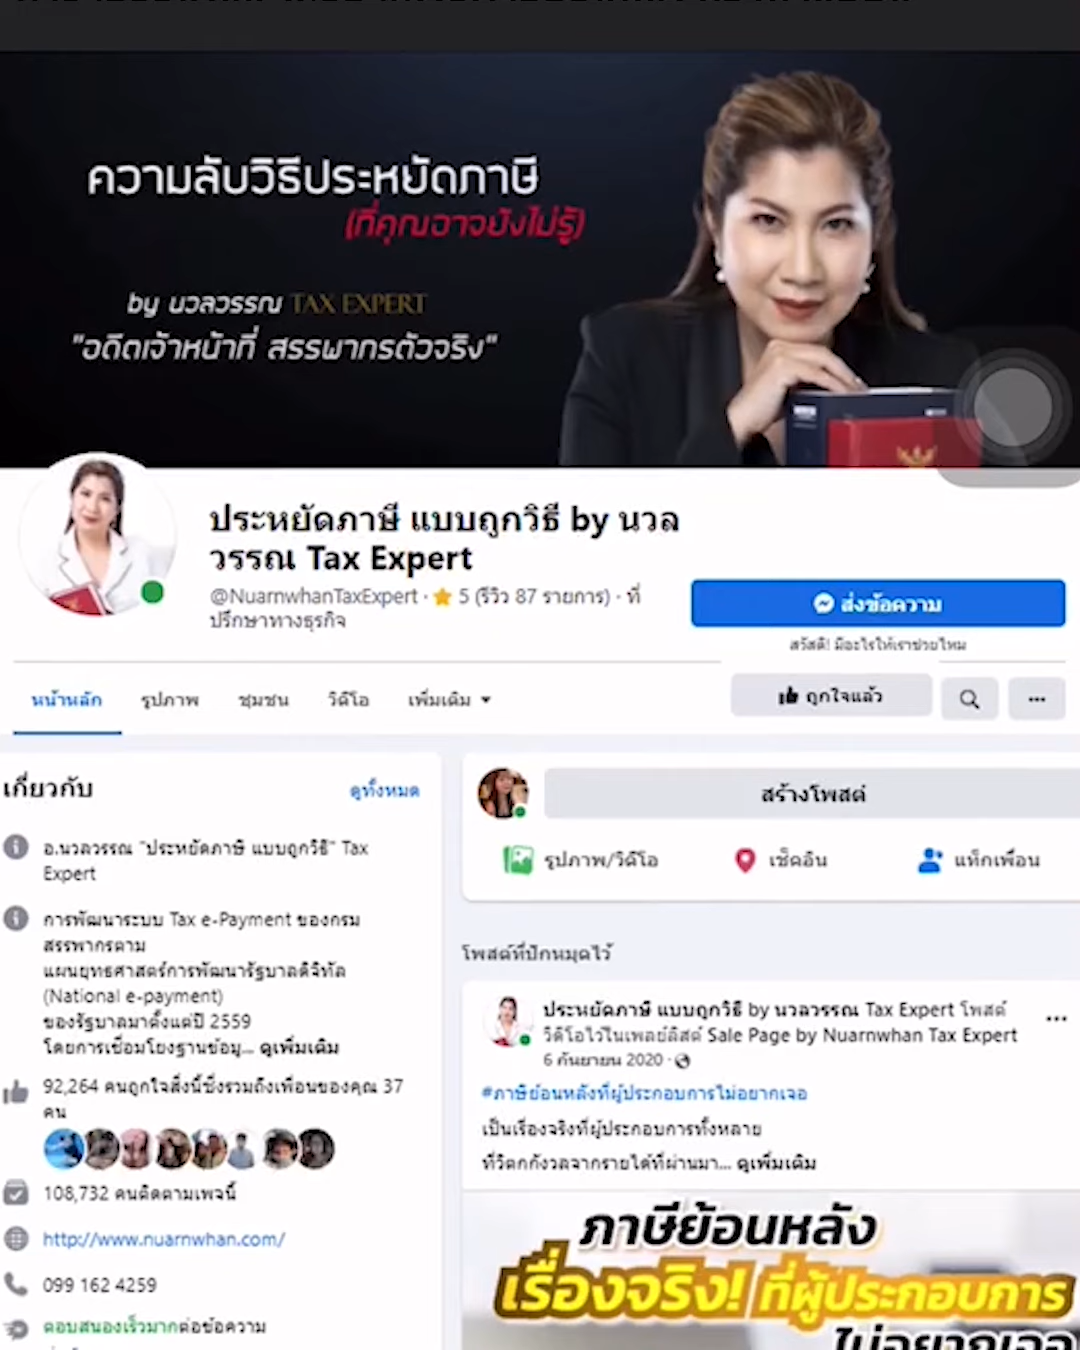 ความลับวิธีประหยัดภาษี
(ที่คุณอาจยังไม่รู้)
by นวลวรรณ TAX EXPERT
"อดีตเจ้าหน้าที่ สรรพากรตัวจริง"
ประหยัดภาษี แบบถูกวิธี by นวล
วรรณ Tax Expert
@NuarnwhanTaxExpert · 5 (รีวิว 87 รายการ) · ที่
ปรึกษาทางธุรกิจ
ส่งข้อความ
สวัสดี! มีอะไรให้เราช่วยไหม
หน้าหลัก รูปภาพ ชุมชน วิดีโอ เพิ่มเติม
ถูกใจแล้ว
เกี่ยวกับ ดูทั้งหมด
อ.นวลวรรณ "ประหยัดภาษี แบบถูกวิธี" Tax
Expert
การพัฒนาระบบ Tax e-Payment ของกรม
สรรพากรตาม
แผนยุทธศาสตร์การพัฒนารัฐบาลดิจิทัล
(National e-payment)
ของรัฐบาลมาตั้งแต่ปี 2559
โดยการเชื่อมโยงฐานข้อมู... ดูเพิ่มเติม
92,264 คนถูกใจสิ่งนี้ซึ่งรวมถึงเพื่อนของคุณ 37
คน
108,732 คนติดตามเพจนี้
http://www.nuarnwhan.com/
099 162 4259
ตอบสนองเร็วมากต่อข้อความ
สร้างโพสต์
รูปภาพ/วิดีโอ เช็คอิน แท็กเพื่อน
โพสต์ที่ปักหมุดไว้
ประหยัดภาษี แบบถูกวิธี by นวลวรรณ Tax Expert โพสต์
วิดีโอไว้ในเพลย์ลิสต์ Sale Page by Nuarnwhan Tax Expert
6 กันยายน 2020 ·
#ภาษีย้อนหลังที่ผู้ประกอบการไม่อยากเจอ
เป็นเรื่องจริงที่ผู้ประกอบการทั้งหลาย
ที่วิตกกังวลจากรายได้ที่ผ่านมา... ดูเพิ่มเติม
ภาษีย้อนหลัง
เรื่องจริง! ที่ผู้ประกอบการ
ไม่อยากเจอ